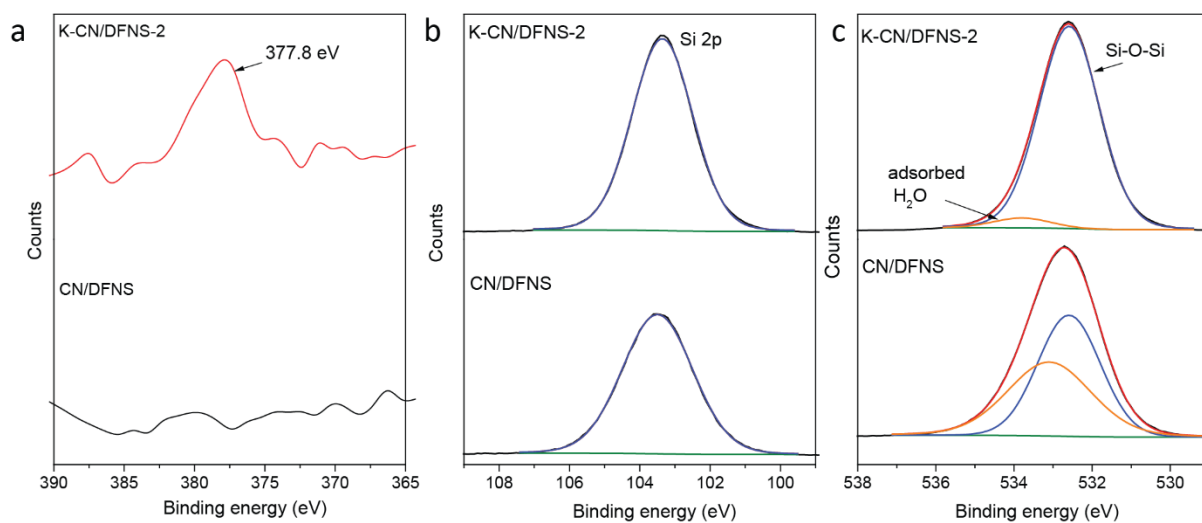 a
K-CN/DFNS-2
377.8 eV
CN/DFNS
Counts
390 385 380 375 370 365
Binding energy (eV)
b
K-CN/DFNS-2
Si 2p
CN/DFNS
Counts
108 106 104 102 100
Binding energy (eV)
c
K-CN/DFNS-2
Si-O-Si
adsorbed
H₂O
CN/DFNS
Counts
538 536 534 532 530
Binding energy (eV)